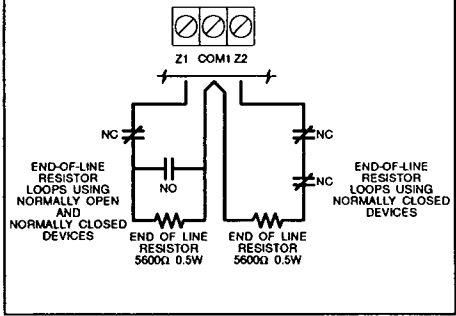 Z1 COM1 Z2
NC
NC
NO
NC
END-OF-LINE
RESISTOR
LOOPS USING
NORMALLY OPEN
AND
NORMALLY CLOSED
DEVICES
END-OF-LINE
RESISTOR
LOOPS USING
NORMALLY CLOSED
DEVICES
END OF LINE
RESISTOR
5600Ω 0.5W
END OF LINE
RESISTOR
5600Ω 0.5W